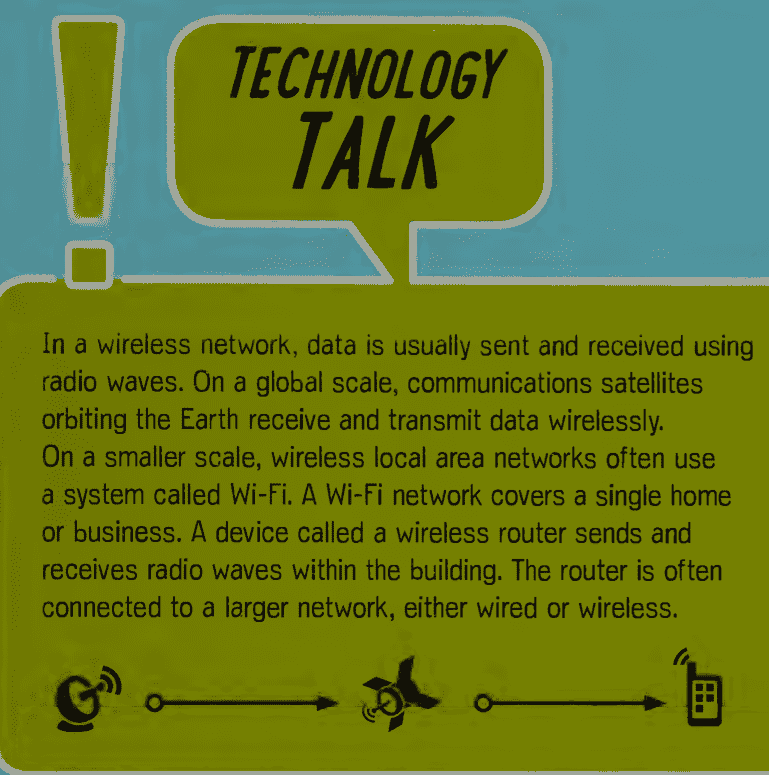 TECHNOLOGY
TALK
In a wireless network, data is usually sent and received using
radio waves. On a global scale, communications satellites
orbiting the Earth receive and transmit data wirelessly.
On a smaller scale, wireless local area networks often use
a system called Wi-Fi. A Wi-Fi network covers a single home
or business. A device called a wireless router sends and
receives radio waves within the building. The router is often
connected to a larger network, either wired or wireless.